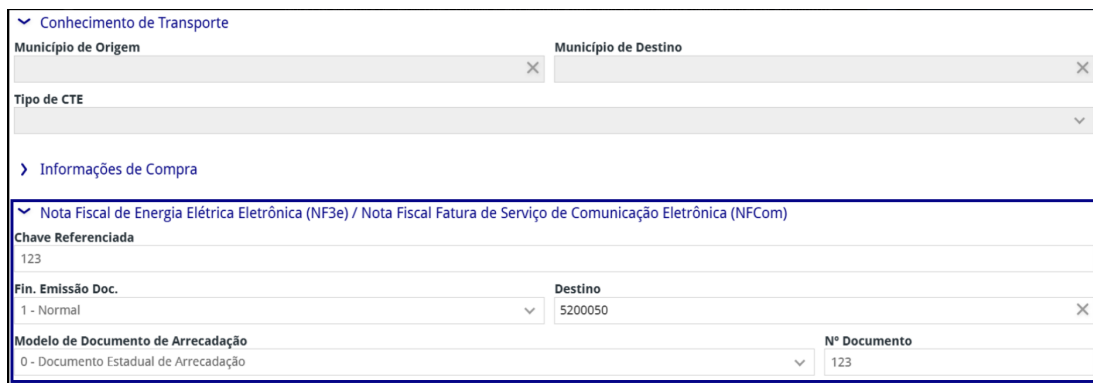 Conhecimento de Transporte
Município de Origem Município de Destino
Tipo de CTE
Informações de Compra
Nota Fiscal de Energia Elétrica Eletrônica (NF3e) / Nota Fiscal Fatura de Serviço de Comunicação Eletrônica (NFCom)
Chave Referenciada
123
Fin. Emissão Doc. Destino
1 - Normal 5200050
Modelo de Documento de Arrecadação Nº Documento
0 - Documento Estadual de Arrecadação 123